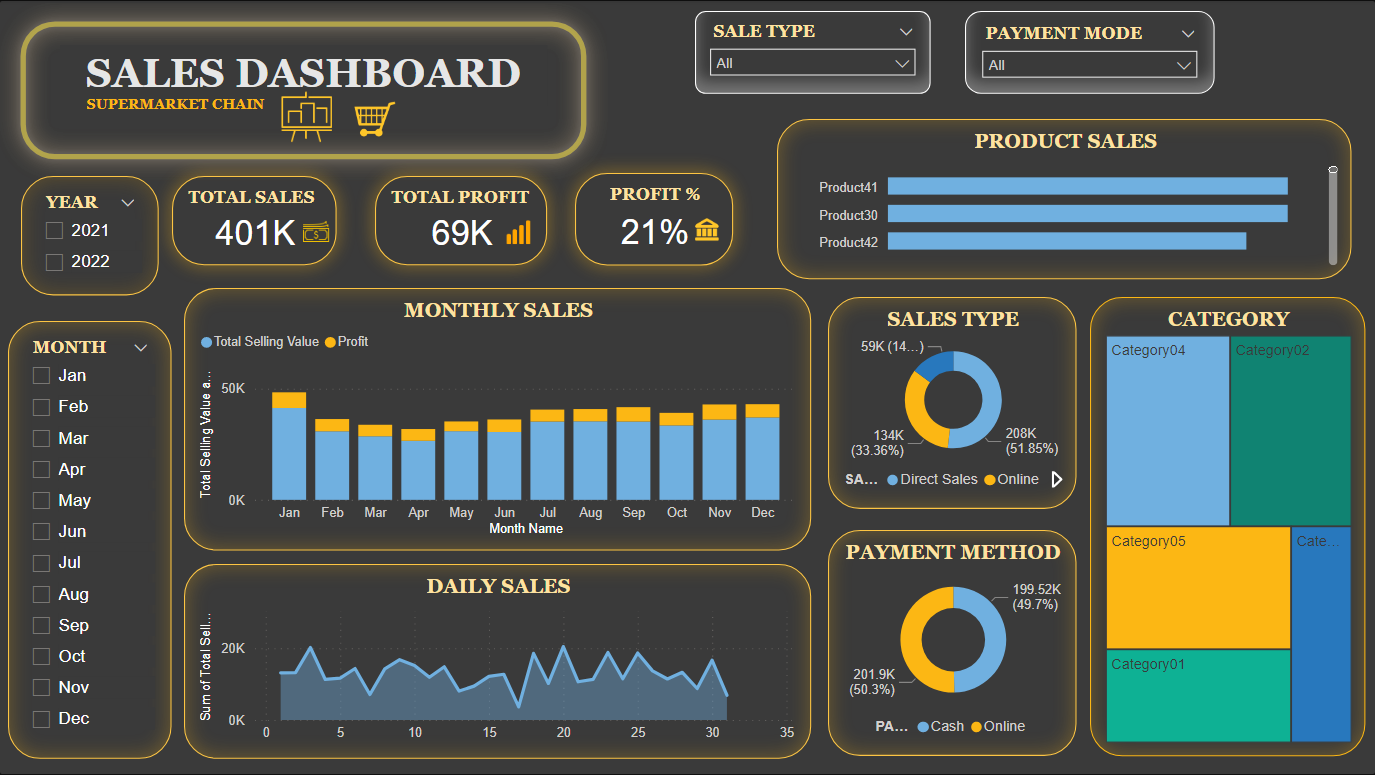 SALES DASHBOARD
SUPERMARKET CHAIN
SALE TYPE
All
PAYMENT MODE
All
YEAR
2021
2022
TOTAL SALES
401K
TOTAL PROFIT
69K
PROFIT %
21%
PRODUCT SALES
Product41
Product30
Product42
MONTH
Jan
Feb
Mar
Apr
May
Jun
Jul
Aug
Sep
Oct
Nov
Dec
MONTHLY SALES
Total Selling Value Profit
Total Selling Value a...
50K
0K
Jan Feb Mar Apr May Jun Jul Aug Sep Oct Nov Dec
Month Name
DAILY SALES
Sum of Total Sell...
20K
0K
0 5 10 15 20 25 30 35
SALES TYPE
59K (14...)
134K
(33.36%)
208K
(51.85%)
SA... Direct Sales Online
PAYMENT METHOD
199.52K
(49.7%)
201.9K
(50.3%)
PA... Cash Online
CATEGORY
Category04
Category02
Category05
Cate...
Category01